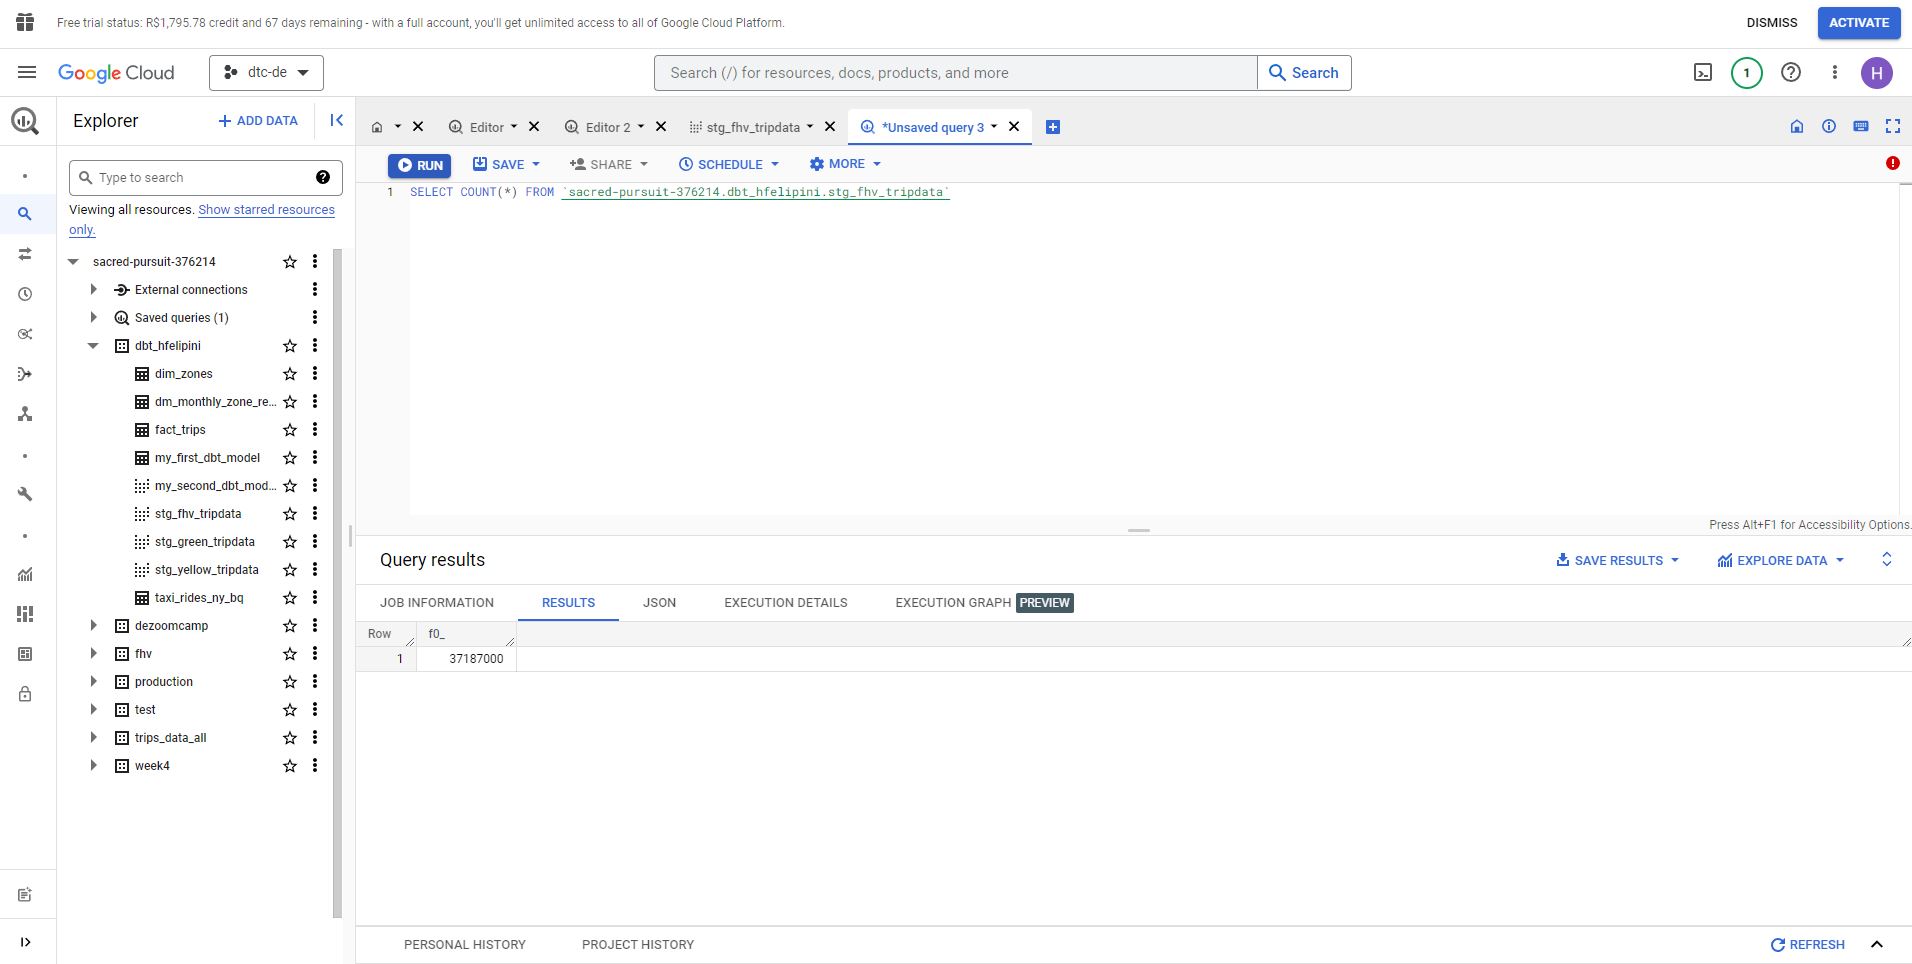 Free trial status: R$1,795.78 credit and 67 days remaining - with a full account, you'll get unlimited access to all of Google Cloud Platform.
DISMISS
ACTIVATE
Google Cloud
dtc-de
Search (/) for resources, docs, products, and more
Search
1
H
Explorer
+ ADD DATA
Editor
Editor 2
stg_fhv_tripdata
*Unsaved query 3
RUN
SAVE
SHARE
SCHEDULE
MORE
Type to search
Viewing all resources. Show starred resources
only.
1 SELECT COUNT(*) FROM `sacred-pursuit-376214.dbt_hfelipini.stg_fhv_tripdata`
sacred-pursuit-376214
External connections
Saved queries (1)
dbt_hfelipini
dim_zones
dm_monthly_zone_re...
fact_trips
my_first_dbt_model
my_second_dbt_mod...
stg_fhv_tripdata
stg_green_tripdata
stg_yellow_tripdata
taxi_rides_ny_bq
dezoomcamp
fhv
production
test
trips_data_all
week4
Press Alt+F1 for Accessibility Options.
Query results
SAVE RESULTS
EXPLORE DATA
JOB INFORMATION
RESULTS
JSON
EXECUTION DETAILS
EXECUTION GRAPH PREVIEW
Row f0_
1 37187000
PERSONAL HISTORY
PROJECT HISTORY
REFRESH